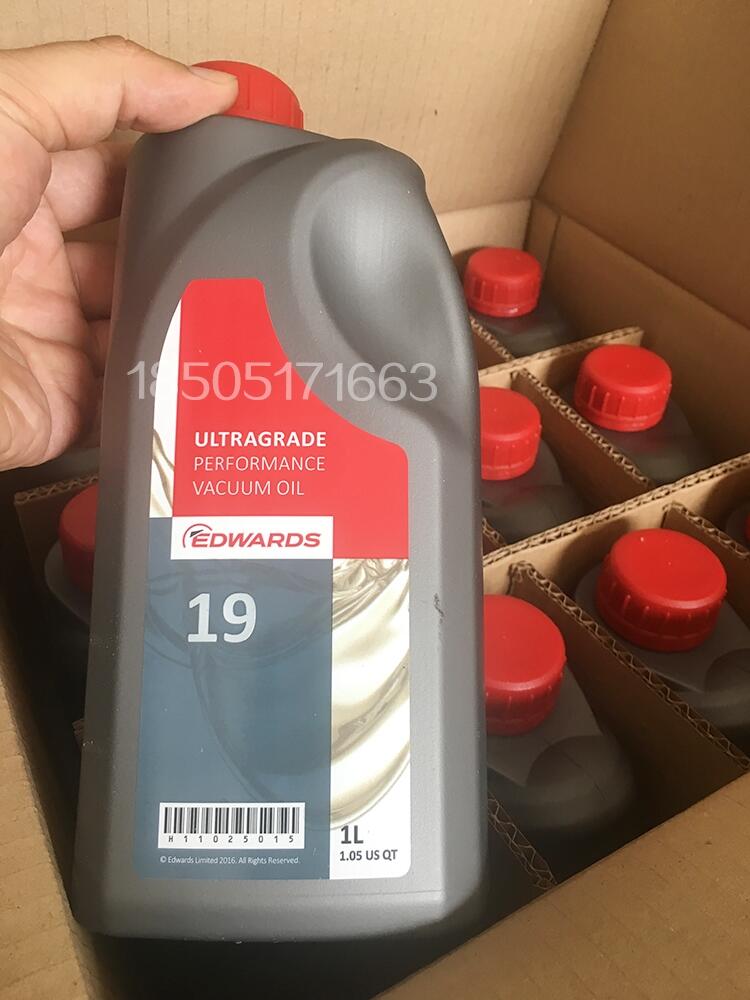 18505171663
ULTRAGRADE
PERFORMANCE
VACUUM OIL
EDWARDS
19
H11025015
1L
1.05 US QT
© Edwards Limited 2016. All Rights Reserved.